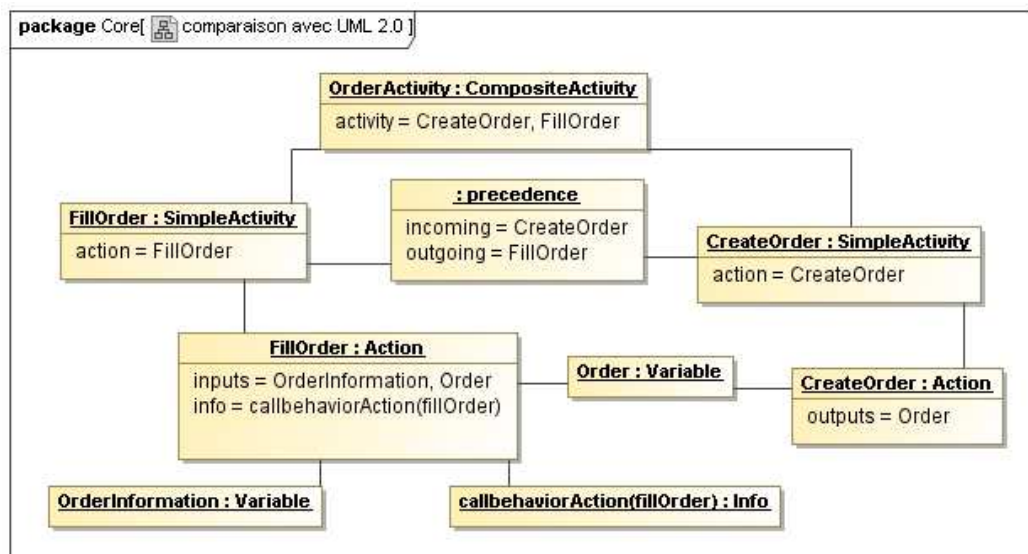 package Core[ comparaison avec UML 2.0 ]
OrderActivity : CompositeActivity
activity = CreateOrder, FillOrder
: precedence
incoming = CreateOrder
outgoing = FillOrder
FillOrder : SimpleActivity
action = FillOrder
CreateOrder : SimpleActivity
action = CreateOrder
FillOrder : Action
inputs = OrderInformation, Order
info = callbehaviorAction(fillOrder)
Order : Variable
CreateOrder : Action
outputs = Order
OrderInformation : Variable
callbehaviorAction(fillOrder) : Info